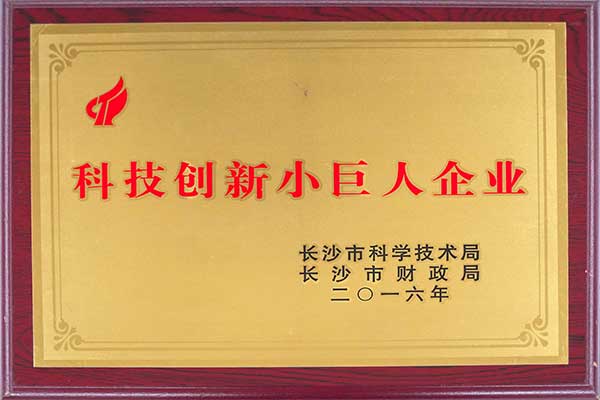 科技创新小巨人企业
长沙市科学技术局
长沙市财政局
二〇一六年